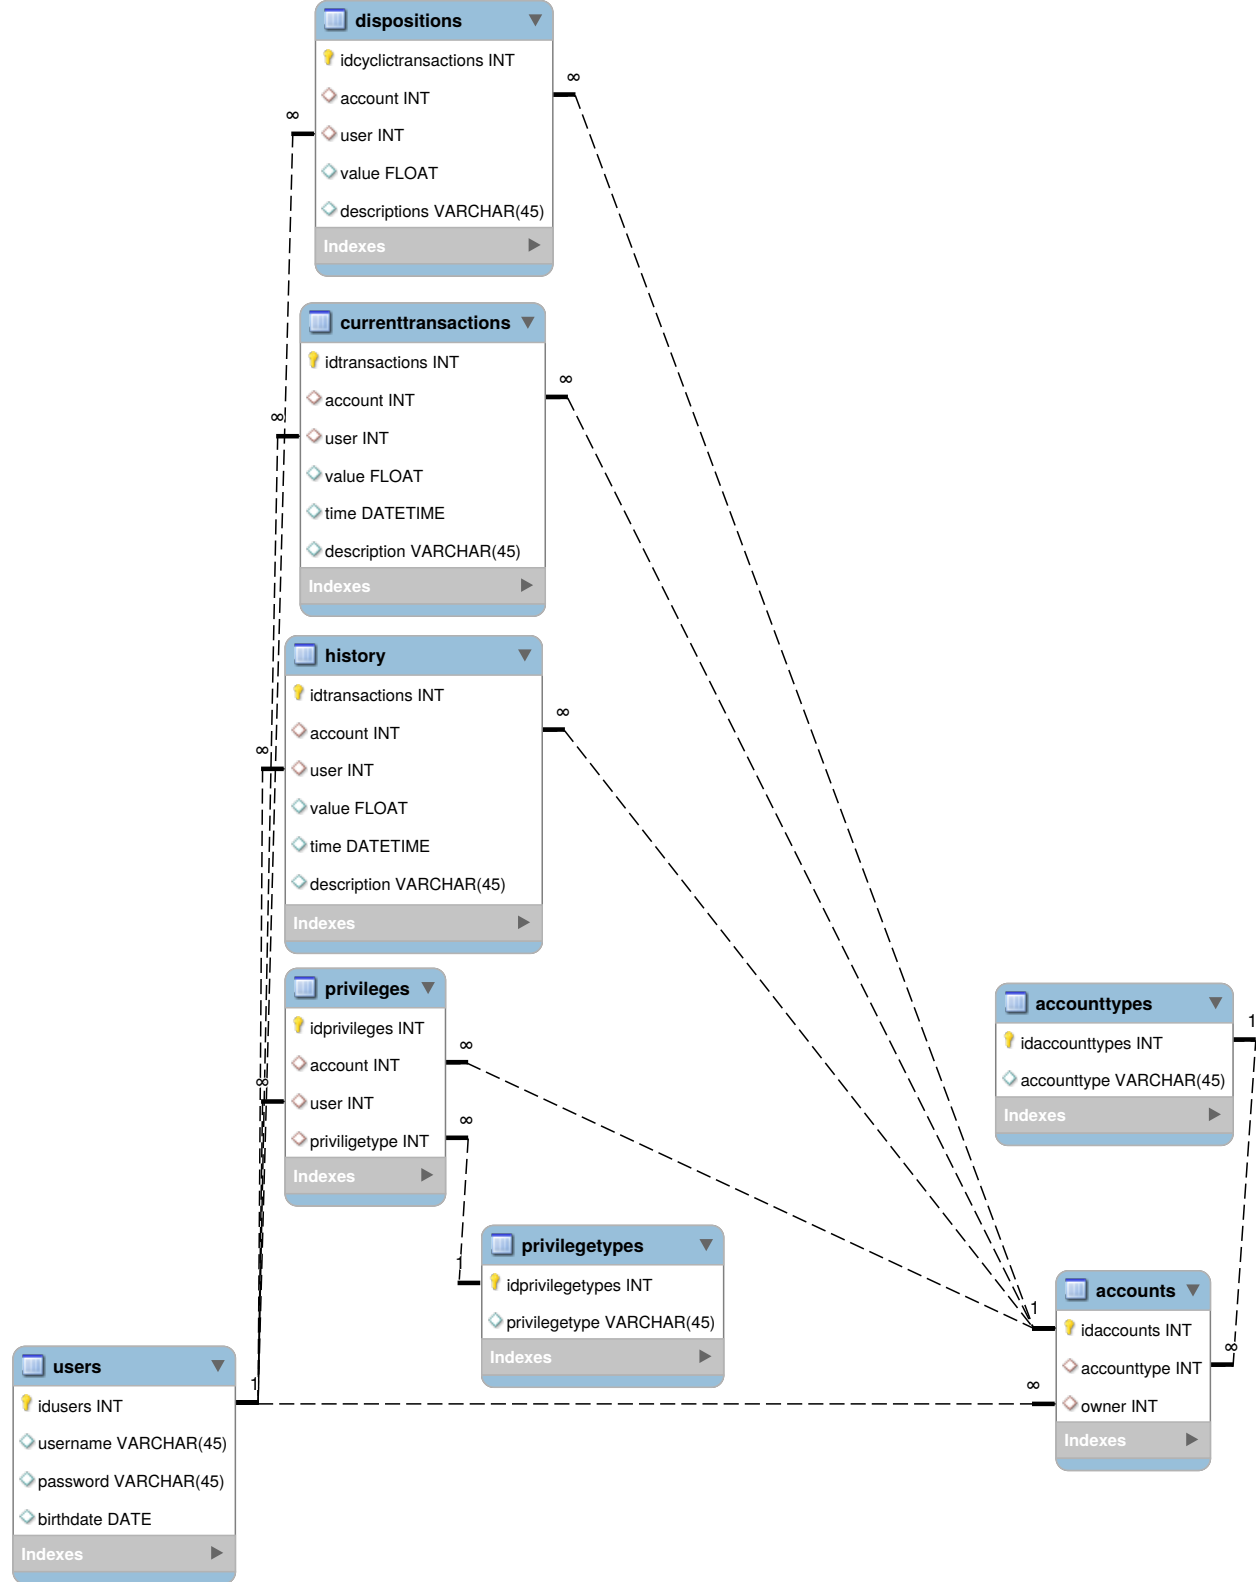 dispositions
idcyclictransactions INT
∞
account INT
∞
user INT
value FLOAT
descriptions VARCHAR(45)
Indexes
currenttransactions
idtransactions INT
∞
account INT
∞
user INT
value FLOAT
time DATETIME
description VARCHAR(45)
Indexes
history
idtransactions INT
∞
account INT
∞
user INT
value FLOAT
time DATETIME
description VARCHAR(45)
Indexes
privileges
idprivileges INT
∞
account INT
∞
user INT
∞
priviligetype INT
Indexes
accounttypes
1
idaccounttypes INT
accounttype VARCHAR(45)
Indexes
privilegetypes
1
idprivilegetypes INT
privilegetype VARCHAR(45)
Indexes
accounts
1
idaccounts INT
∞
accounttype INT
∞
owner INT
Indexes
users
1
idusers INT
username VARCHAR(45)
password VARCHAR(45)
birthdate DATE
Indexes